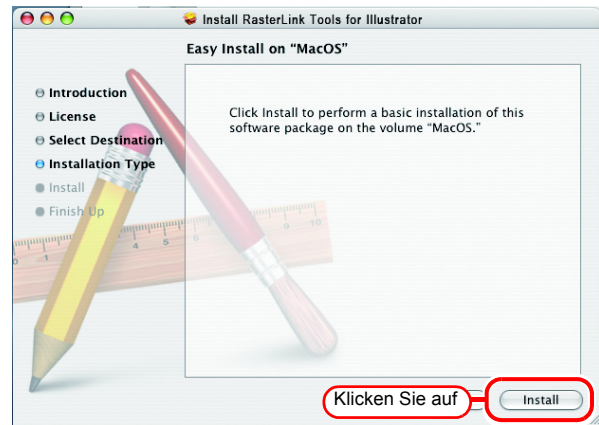 Install RasterLink Tools for Illustrator
Easy Install on “MacOS”
Introduction
License
Select Destination
Installation Type
Install
Finish Up
Click Install to perform a basic installation of this
software package on the volume “MacOS.”
Klicken Sie auf
Install